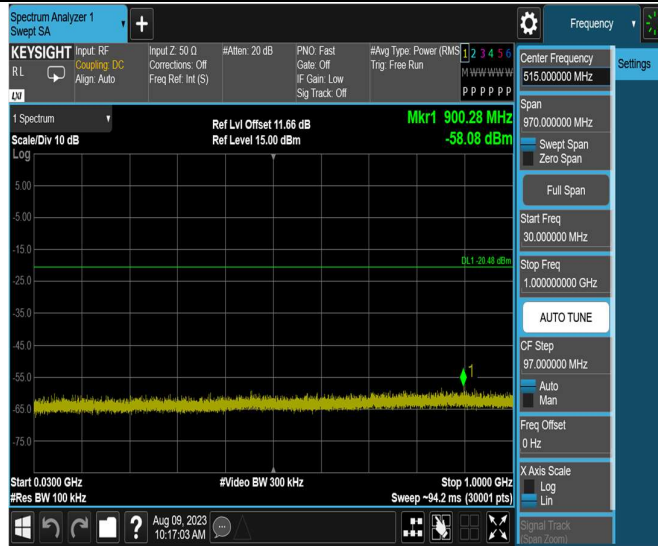 Spectrum Analyzer 1
Swept SA
Frequency
KEYSIGHT
RL
LXI
Input: RF
Coupling: DC
Align: Auto
Input Z: 50 Ω
Corrections: Off
Freq Ref: Int (S)
#Atten: 20 dB
PNO: Fast
Gate: Off
IF Gain: Low
Sig Track: Off
#Avg Type: Power (RMS
Trig: Free Run
1 2 3 4 5 6
M W W W W W
P P P P P P
Center Frequency
515.000000 MHz
Settings
Span
970.000000 MHz
Swept Span
Zero Span
Full Span
Start Freq
30.000000 MHz
Stop Freq
1.000000000 GHz
AUTO TUNE
CF Step
97.000000 MHz
Auto
Man
Freq Offset
0 Hz
X Axis Scale
Log
Lin
Signal Track
(Span Zoom)
1 Spectrum
Scale/Div 10 dB
Log
Ref Lvl Offset 11.66 dB
Ref Level 15.00 dBm
Mkr1 900.28 MHz
-58.08 dBm
5.00
-5.00
-15.0
DL1 -20.48 dBm
-25.0
-35.0
-45.0
-55.0
1
-65.0
-75.0
Start 0.0300 GHz
#Res BW 100 kHz
#Video BW 300 kHz
Stop 1.0000 GHz
Sweep ~94.2 ms (30001 pts)
?
Aug 09, 2023
10:17:03 AM